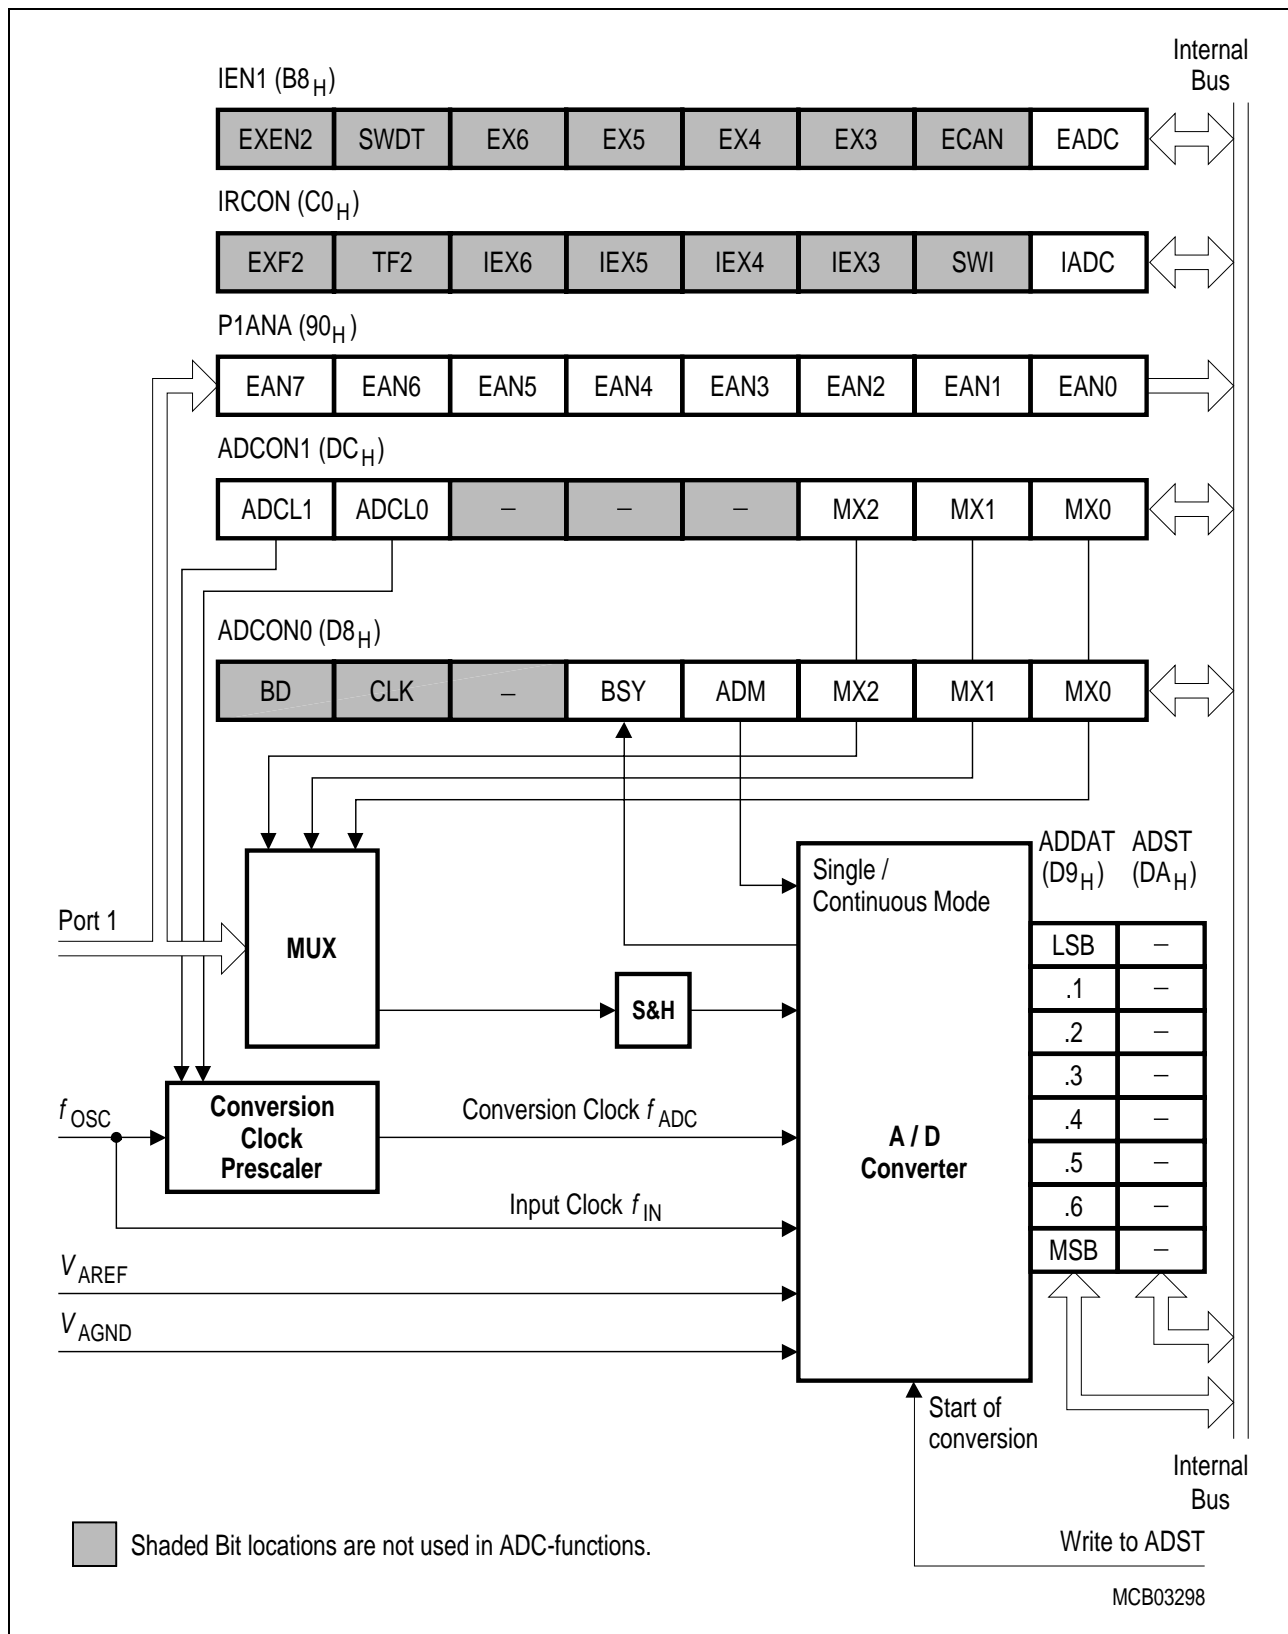 Internal
Bus
IEN1 (B8H)
EXEN2 SWDT EX6 EX5 EX4 EX3 ECAN EADC
IRCON (C0H)
EXF2 TF2 IEX6 IEX5 IEX4 IEX3 SWI IADC
P1ANA (90H)
EAN7 EAN6 EAN5 EAN4 EAN3 EAN2 EAN1 EAN0
ADCON1 (DCH)
ADCL1 ADCL0 – – – MX2 MX1 MX0
ADCON0 (D8H)
BD CLK – BSY ADM MX2 MX1 MX0
ADDAT ADST
(D9H) (DAH)
Single /
Continuous Mode
Port 1
MUX
LSB –
.1 –
S&H
.2 –
.3 –
.4 –
.5 –
.6 –
MSB –
fOSC
Conversion
Clock
Prescaler
Conversion Clock fADC
A / D
Converter
Input Clock fIN
VAREF
VAGND
Start of
conversion
Internal
Bus
Shaded Bit locations are not used in ADC-functions.
Write to ADST
MCB03298